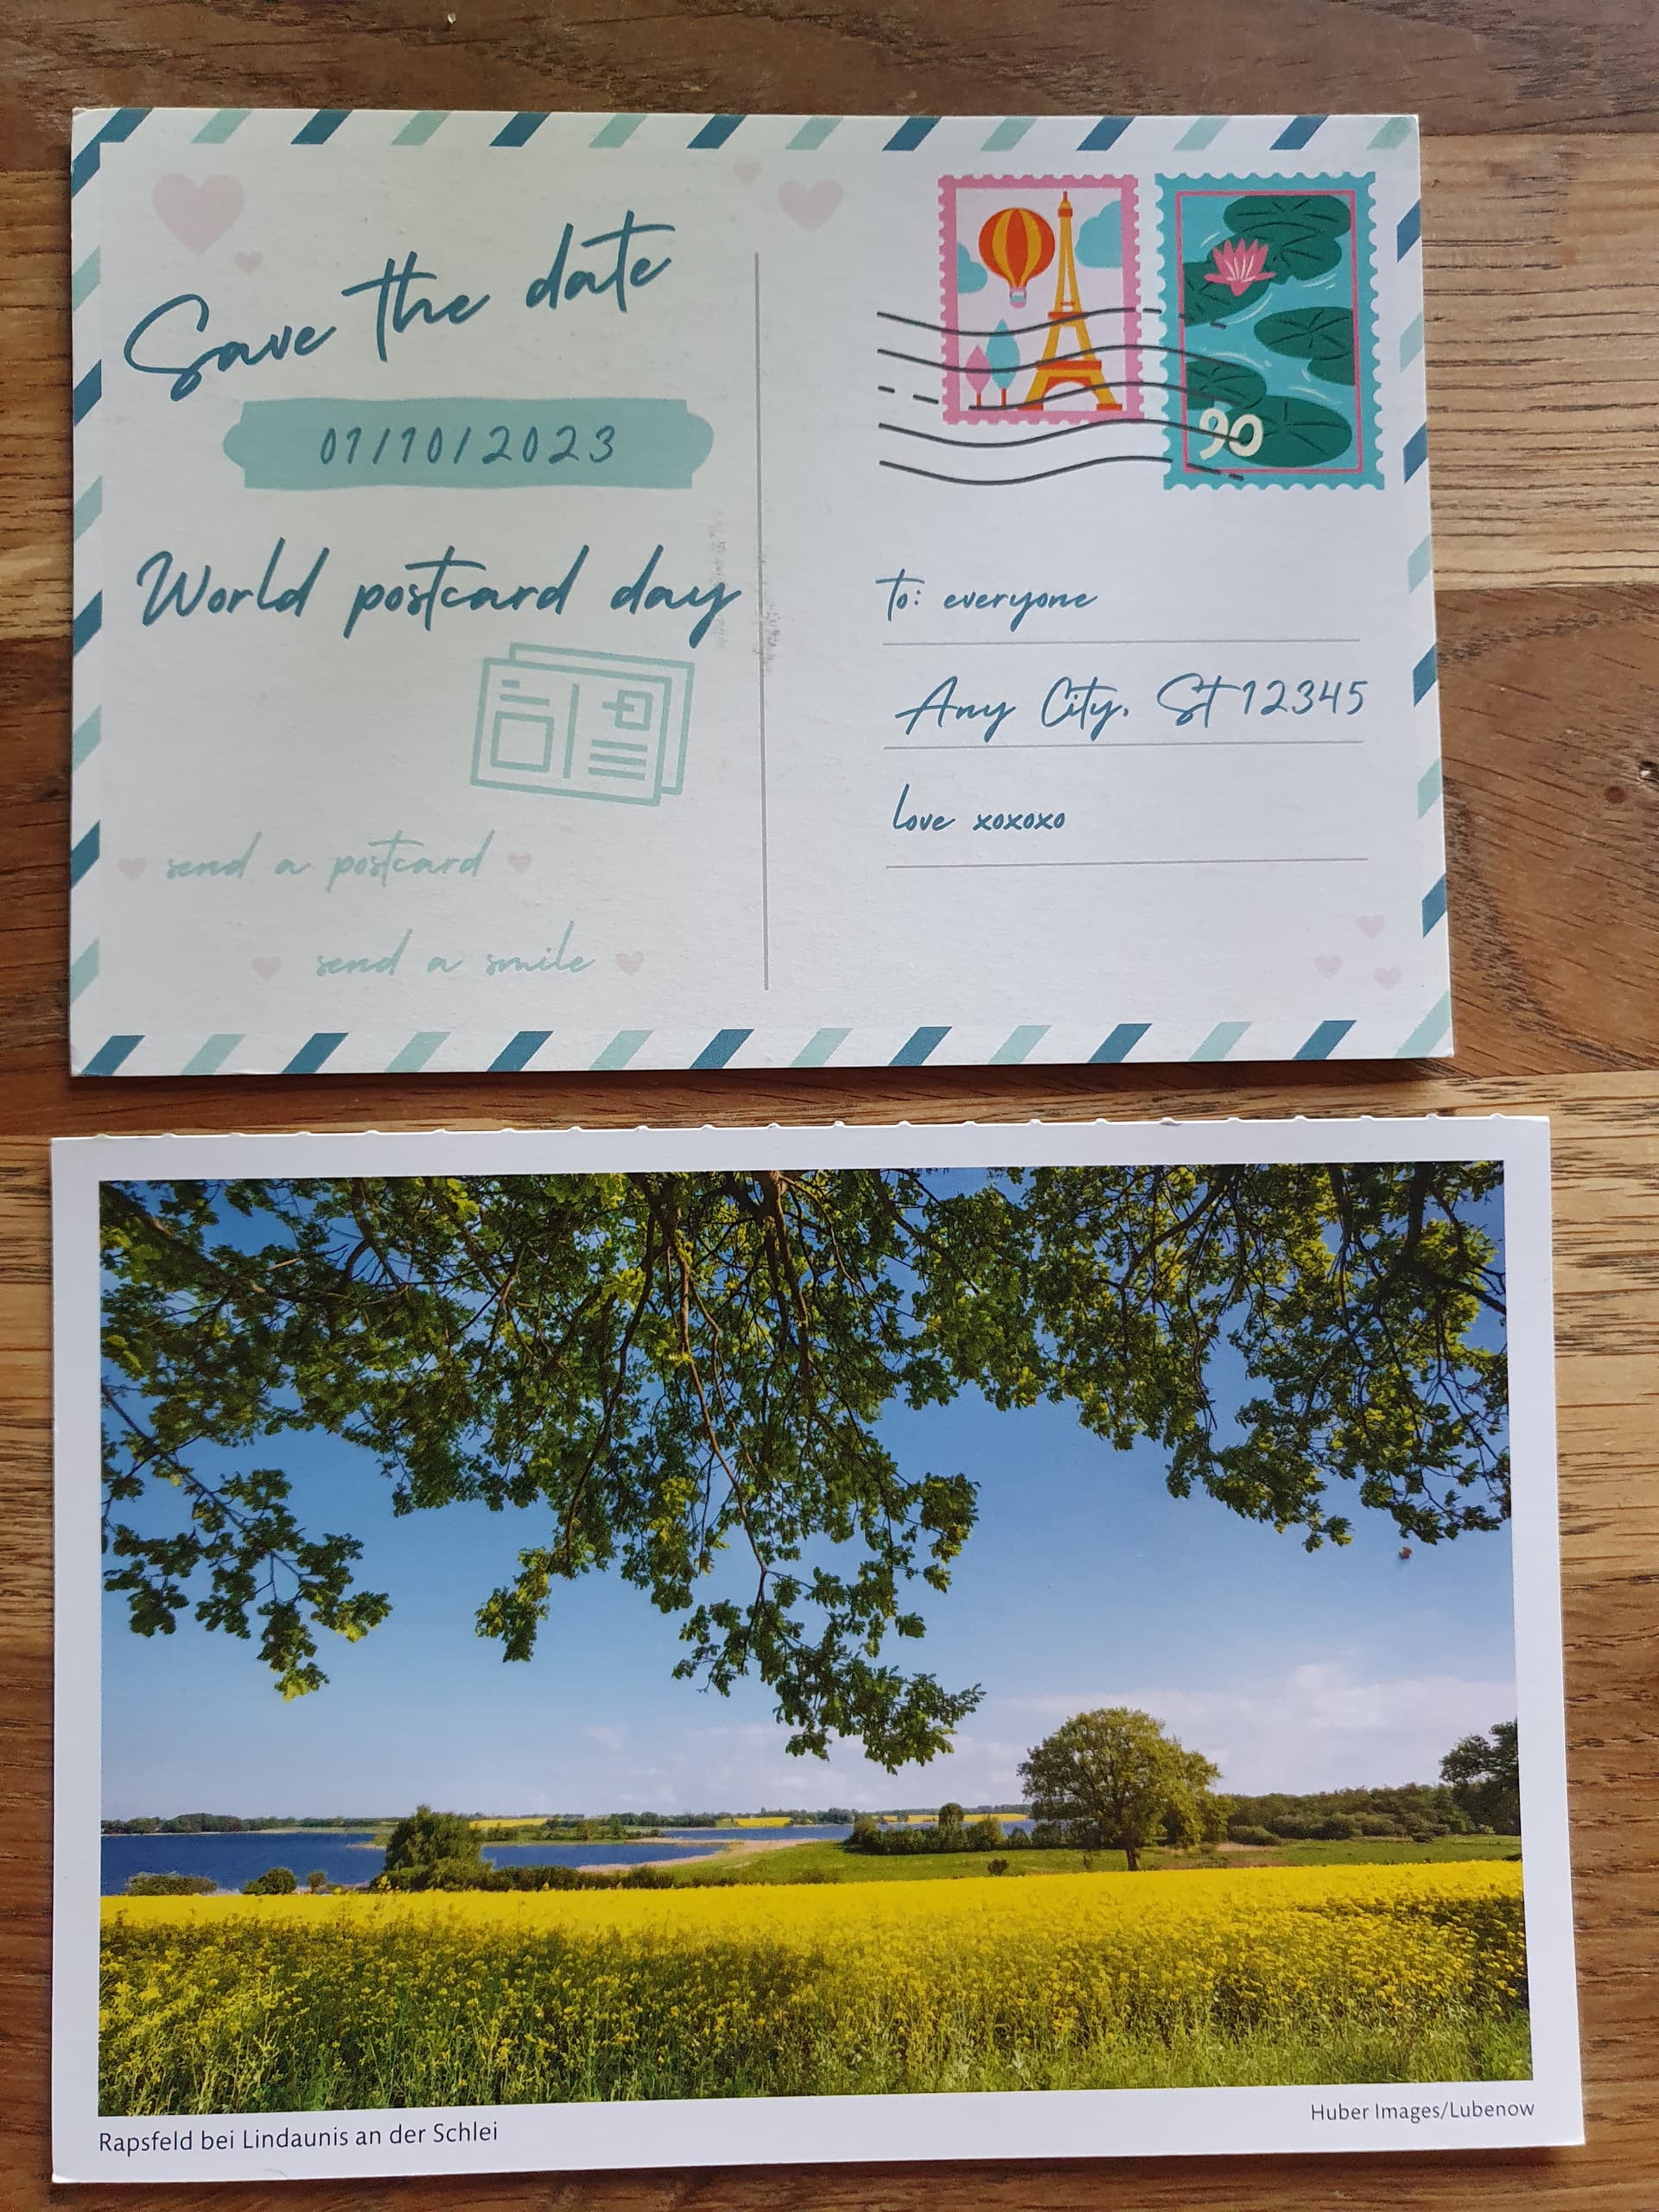 Save the date
01/10/2023
World postcard day
send a postcard
send a smile
90
to: everyone
Any City, St 12345
love xoxoxo
Rapsfeld bei Lindaunis an der Schlei
Huber Images/Lubenow